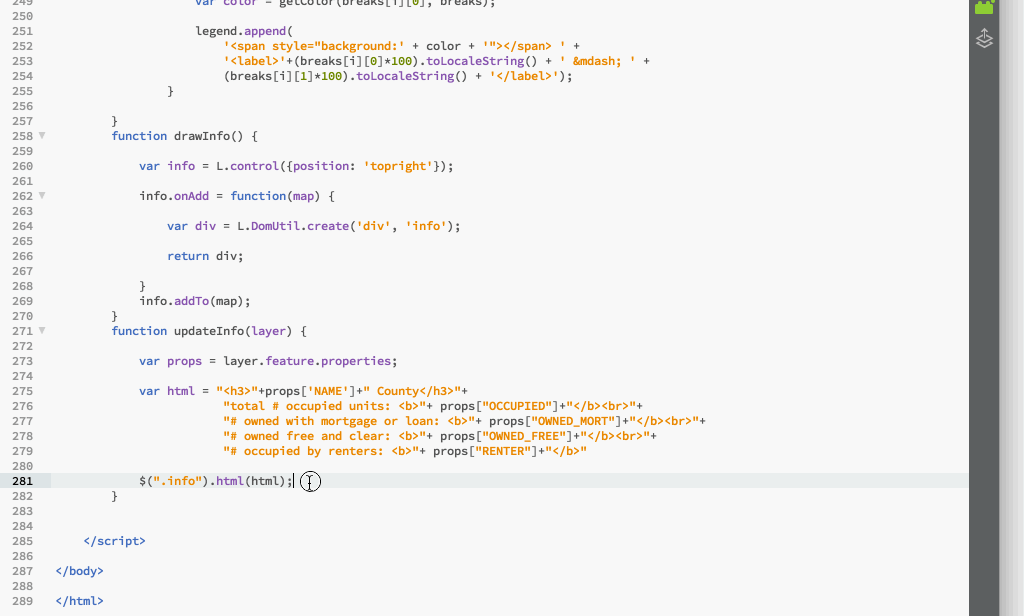 249 var color = getColor(breaks[i][0], breaks);
250
251 legend.append(
252 '<span style="background:' + color + '"></span> ' +
253 '<label>'+(breaks[i][0]*100).toLocaleString() + ' &mdash; ' +
254 (breaks[i][1]*100).toLocaleString() + '</label>');
255 }
256
257 }
258 function drawInfo() {
259
260 var info = L.control({position: 'topright'});
261
262 info.onAdd = function(map) {
263
264 var div = L.DomUtil.create('div', 'info');
265
266 return div;
267
268 }
269 info.addTo(map);
270 }
271 function updateInfo(layer) {
272
273 var props = layer.feature.properties;
274
275 var html = "<h3>"+props['NAME']+" County</h3>"+
276 "total # occupied units: <b>"+ props["OCCUPIED"]+"</b><br>"+
277 "# owned with mortgage or loan: <b>"+ props["OWNED_MORT"]+"</b><br>"+
278 "# owned free and clear: <b>"+ props["OWNED_FREE"]+"</b><br>"+
279 "# occupied by renters: <b>"+ props["RENTER"]+"</b>"
280
281 $(".info").html(html);
282 }
283
284
285 </script>
286
287 </body>
288
289 </html>